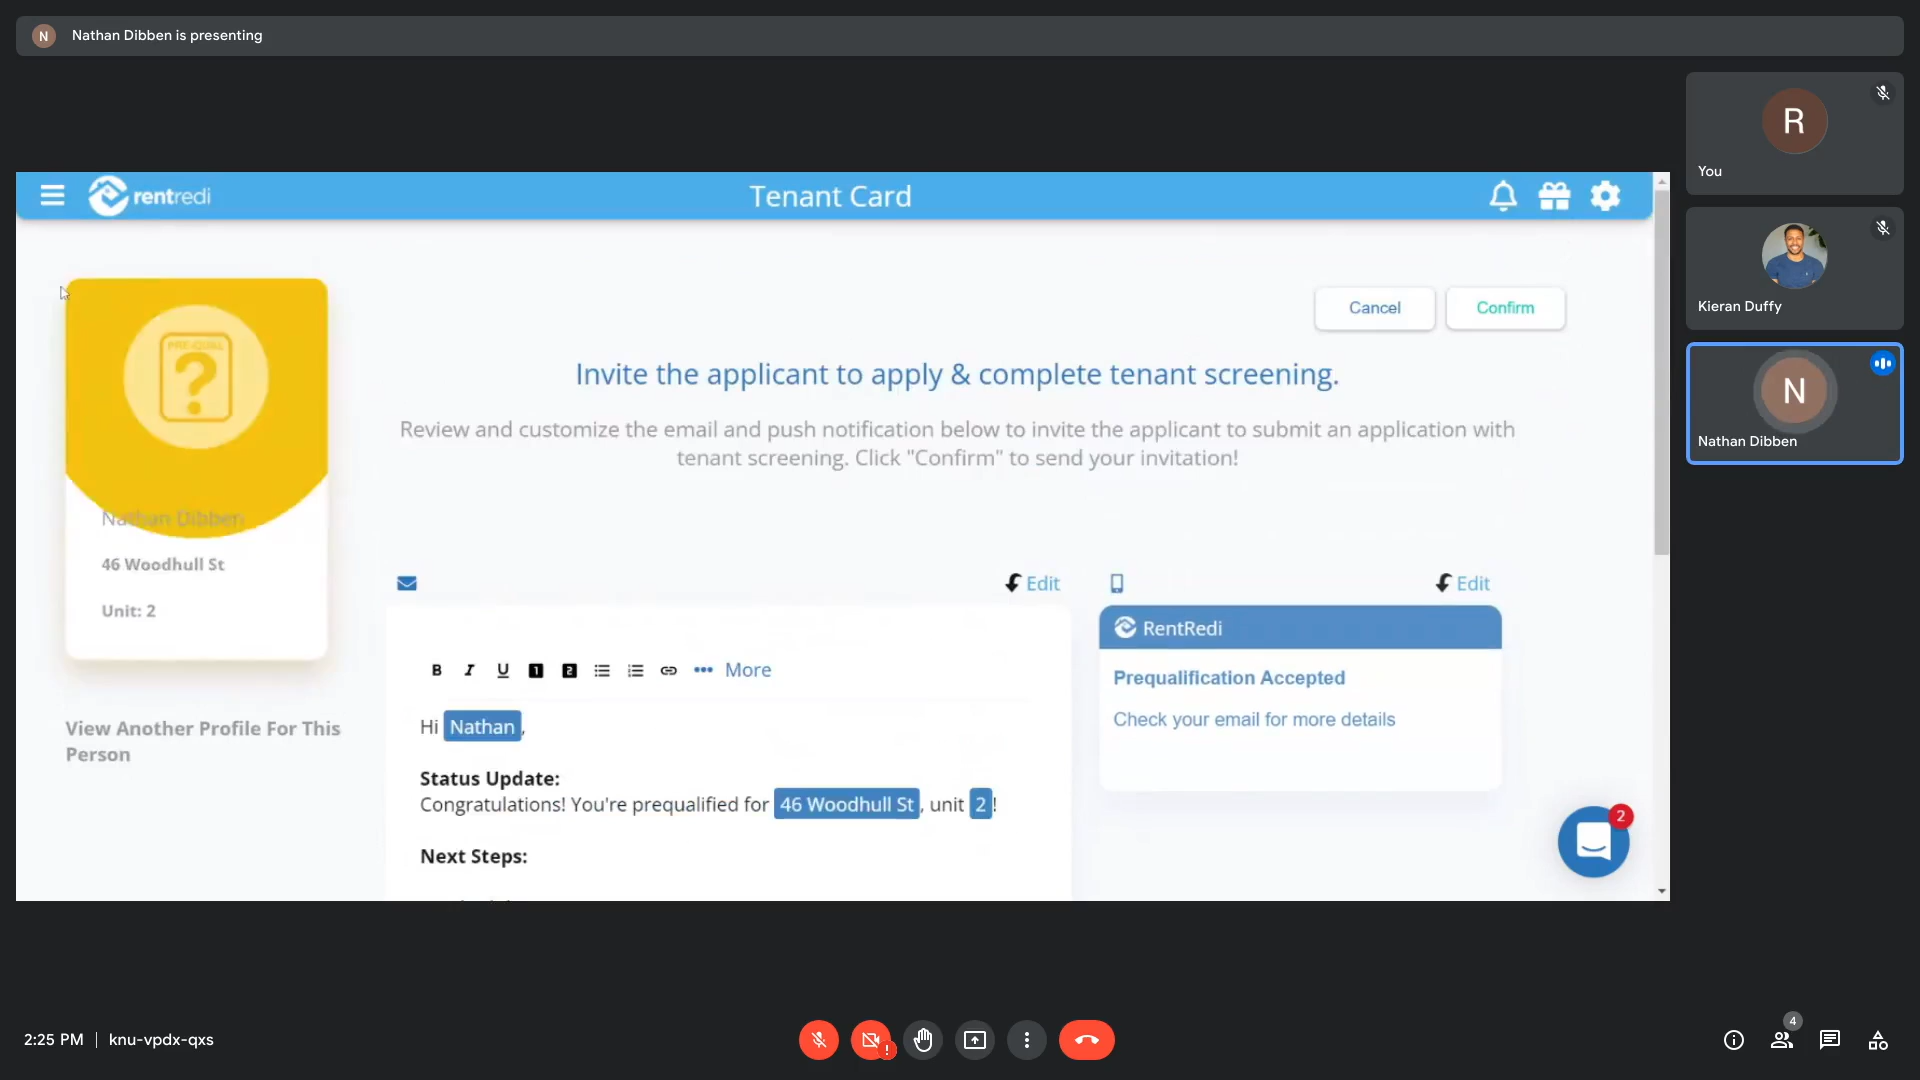 N
Nathan Dibben is presenting
rentredi
Tenant Card
R
You
Kieran Duffy
N
Nathan Dibben
Cancel
Confirm
PRE-QUAL
?
Nathan Dibben
46 Woodhull St
Unit: 2
View Another Profile For This
Person
Invite the applicant to apply & complete tenant screening.
Review and customize the email and push notification below to invite the applicant to submit an application with
tenant screening. Click "Confirm" to send your invitation!
Edit
B I U 1 2 More
Hi Nathan,
Status Update:
Congratulations! You're prequalified for 46 Woodhull St, unit 2!
Next Steps:
Edit
RentRedi
Prequalification Accepted
Check your email for more details
2
2:25 PM | knu-vpdx-qxs
!
4